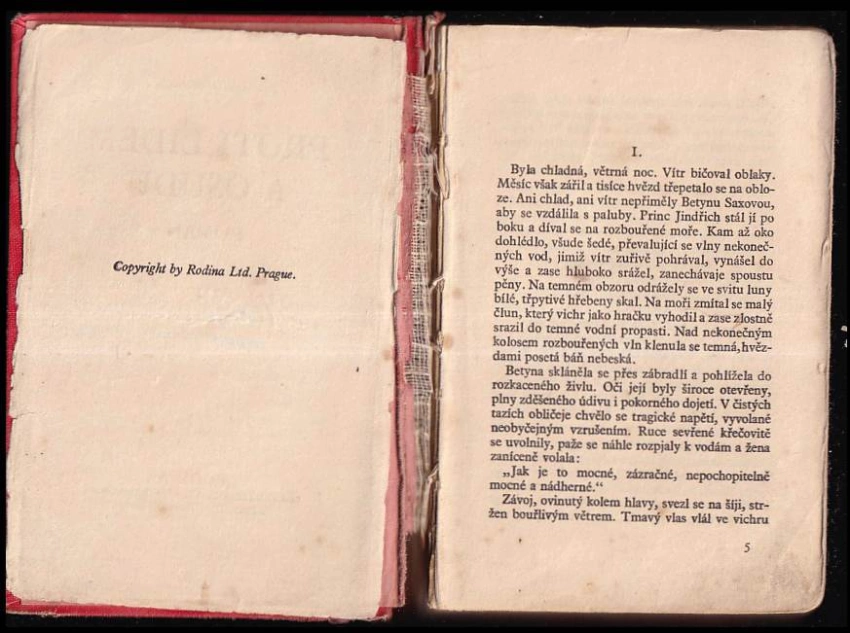 Copyright by Rodina Ltd. Prague.
I.
Byla chladná, větrná noc. Vítr bičoval oblaky.
Měsíc však zářil a tisíce hvězd třepetalo se na oblo-
ze. Ani chlad, ani vítr nepřiměly Betynu Saxovou,
aby se vzdálila s paluby. Princ Jindřich stál jí po
boku a díval se na rozbouřené moře. Kam až oko
dohlédlo, všude šedé, převalující se vlny nekoneč-
ných vod, jimiž vítr zuřivě pohrával, vynášel do
výše a zase hluboko srážel, zanechávaje spoustu
pěny. Na temném obzoru odrážely se ve svitu luny
bílé, třpytivé hřebeny skal. Na moři zmítal se malý
člun, který vichr jako hračku vyhodil a zase zlostně
srazil do temné vodní propasti. Nad nekonečným
kolosem rozbouřených vln klenula se temná, hvěz-
dami posetá báň nebeská.
Betyna skláněla se přes zábradlí a pohlížela do
rozkaceného živlu. Oči její byly široce otevřeny,
plny zděšeného údivu i pokorného dojetí. V čistých
tazích obličeje chvělo se tragické napětí, vyvolané
neobyčejným vzrušením. Ruce sevřené křečovitě
se uvolnily, paže se náhle rozpjaly k vodám a žena
zaníceně volala:
„Jak je to mocné, zázračné, nepochopitelně
mocné a nádherné.“
Závoj, ovinutý kolem hlavy, svezl se na šíji, str-
žen bouřlivým větrem. Tmavý vlas vlál ve vichru
5